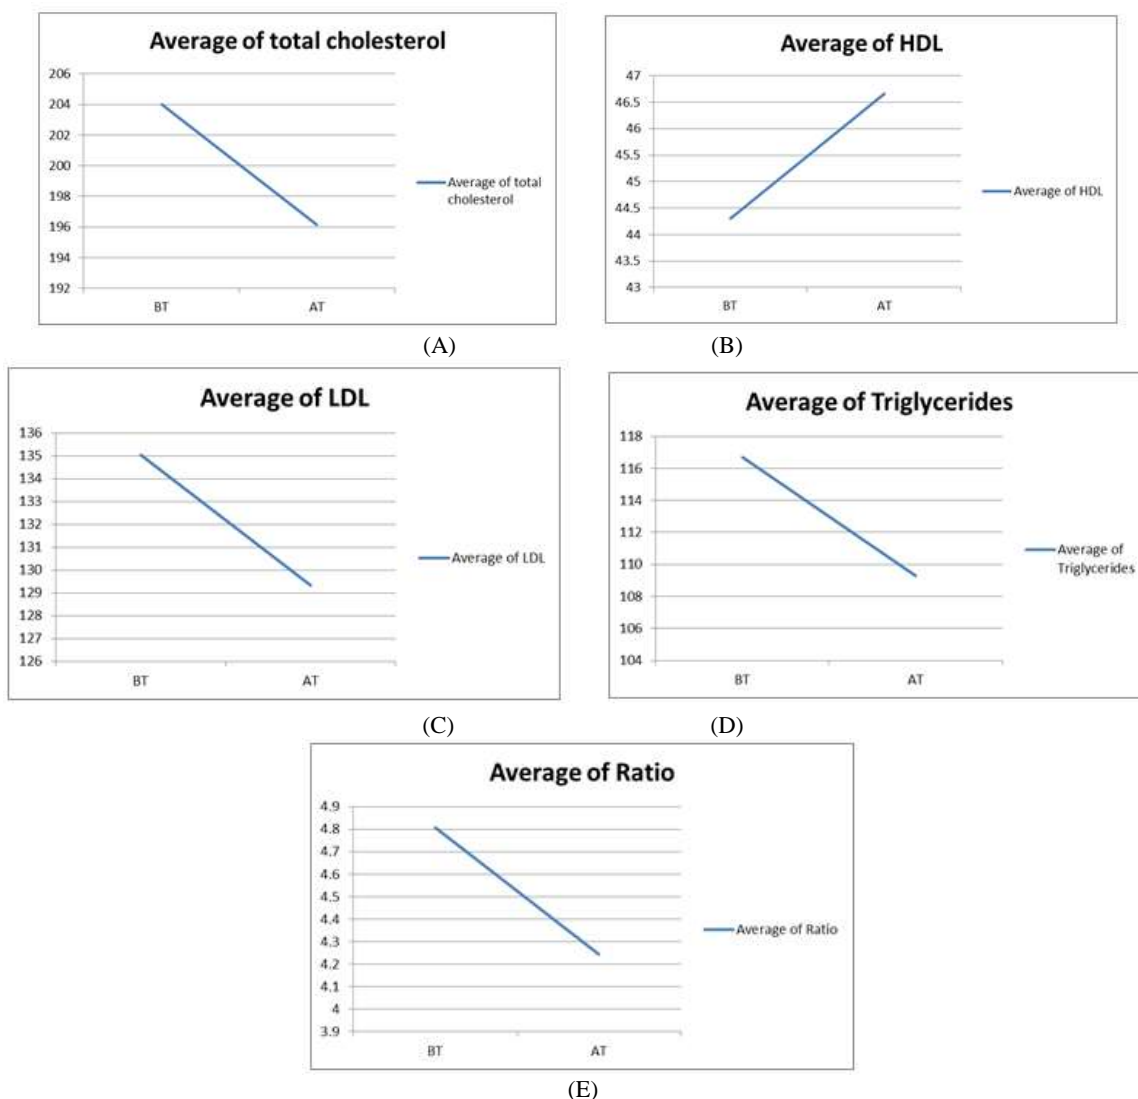 Average of total cholesterol
206
204
202
200
198
196
194
192
BT AT
Average of total
cholesterol
(A)
Average of HDL
47
46.5
46
45.5
45
44.5
44
43.5
43
BT AT
Average of HDL
(B)
Average of LDL
136
135
134
133
132
131
130
129
128
127
126
BT AT
Average of LDL
(C)
Average of Triglycerides
118
116
114
112
110
108
106
104
BT AT
Average of
Triglycerides
(D)
Average of Ratio
4.9
4.8
4.7
4.6
4.5
4.4
4.3
4.2
4.1
4
3.9
BT AT
Average of Ratio
(E)